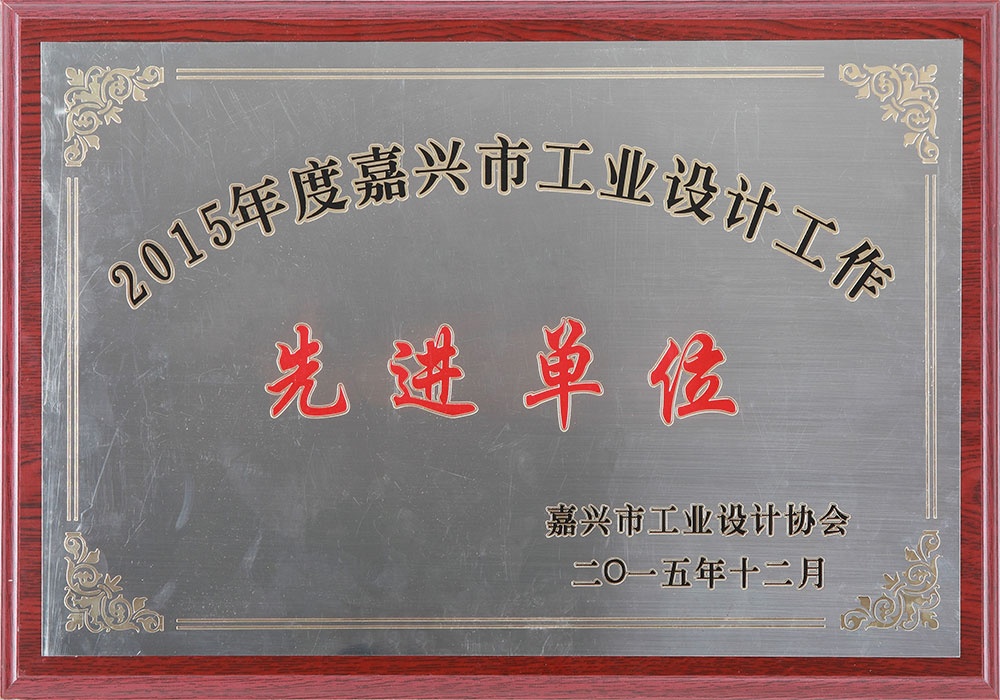 2015年度嘉兴市工业设计工作
先进单位
嘉兴市工业设计协会
二〇一五年十二月